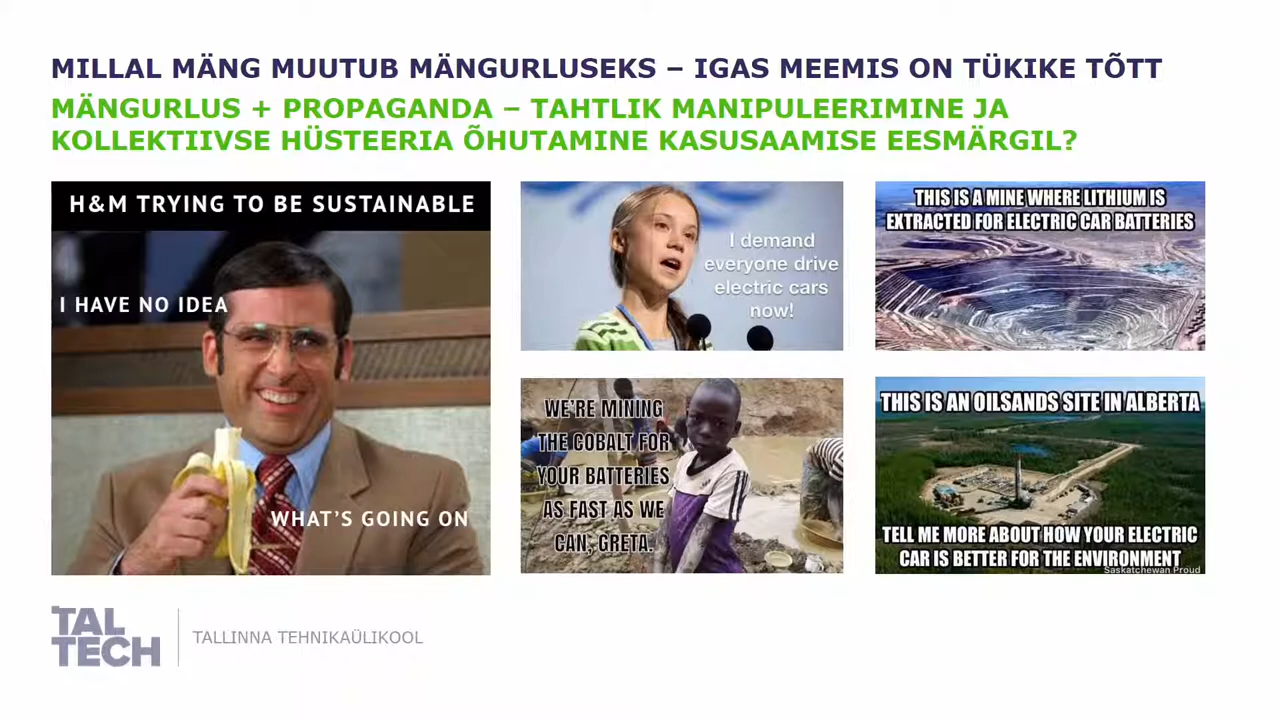 MILLAL MÄNG MUUTUB MÄNGURLUSEKS – IGAS MEEMIS ON TÜKIKE TÕTT
MÄNGURLUS + PROPAGANDA – TAHTLIK MANIPULEERIMINE JA
KOLLEKTIIVSE HÜSTEERIA ÕHUTAMINE KASUSAAMISE EESMÄRGIL?
H&M TRYING TO BE SUSTAINABLE
I HAVE NO IDEA
WHAT'S GOING ON
I demand
everyone drive
electric cars
now!
WE'RE MINING
THE COBALT FOR
YOUR BATTERIES
AS FAST AS WE
CAN, GRETA.
THIS IS A MINE WHERE LITHIUM IS
EXTRACTED FOR ELECTRIC CAR BATTERIES
THIS IS AN OILSANDS SITE IN ALBERTA
TELL ME MORE ABOUT HOW YOUR ELECTRIC
CAR IS BETTER FOR THE ENVIRONMENT
Saskatchewan Proud
TAL
TECH
TALLINNA TEHNIKAÜLIKOOL